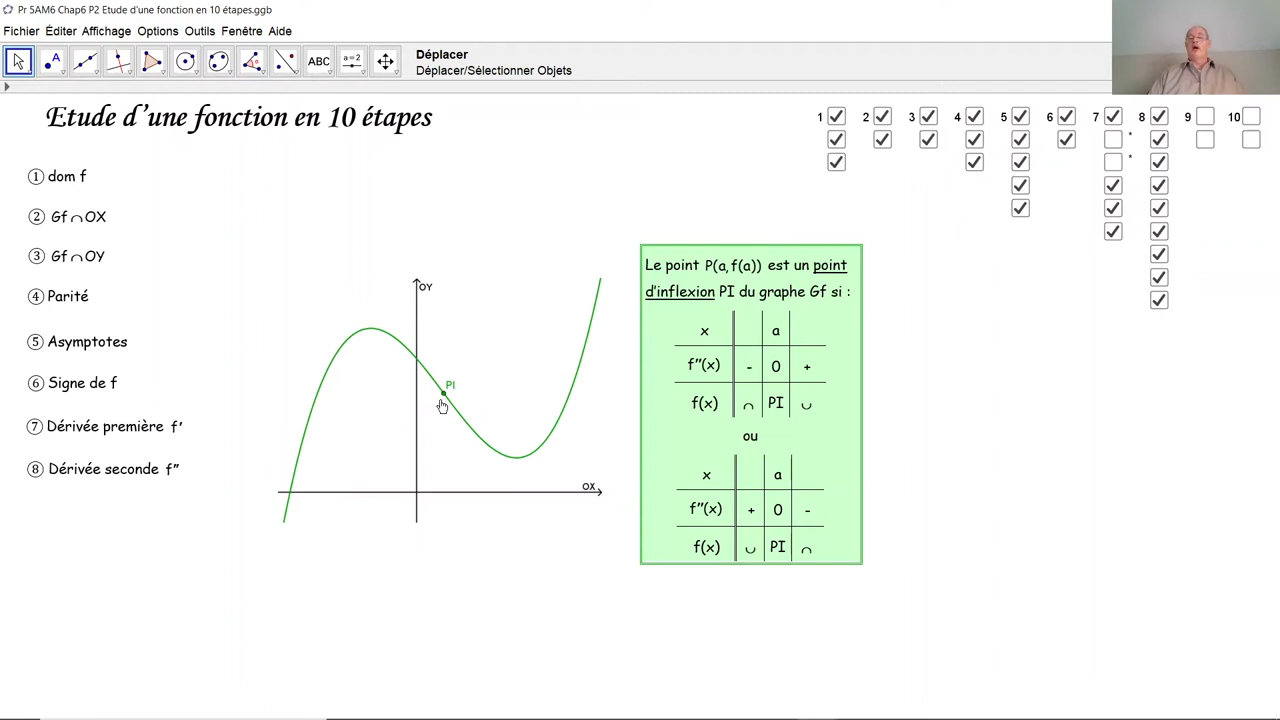 Pr 5AM6 Chap6 P2 Etude d'une fonction en 10 étapes.ggb
Fichier Éditer Affichage Options Outils Fenêtre Aide
A ABC a=2
Déplacer
Déplacer/Sélectionner Objets
Etude d'une fonction en 10 étapes
1 2 3 4 5 6 7 8 9 10
*
*
① dom f
② Gf ∩ OX
③ Gf ∩ OY
④ Parité
⑤ Asymptotes
⑥ Signe de f
⑦ Dérivée première f'
⑧ Dérivée seconde f"
OY
PI
OX
Le point P(a,f(a)) est un point
d'inflexion PI du graphe Gf si :
x a
f"(x) - 0 +
f(x) ∩ PI ∪
ou
x a
f"(x) + 0 -
f(x) ∪ PI ∩